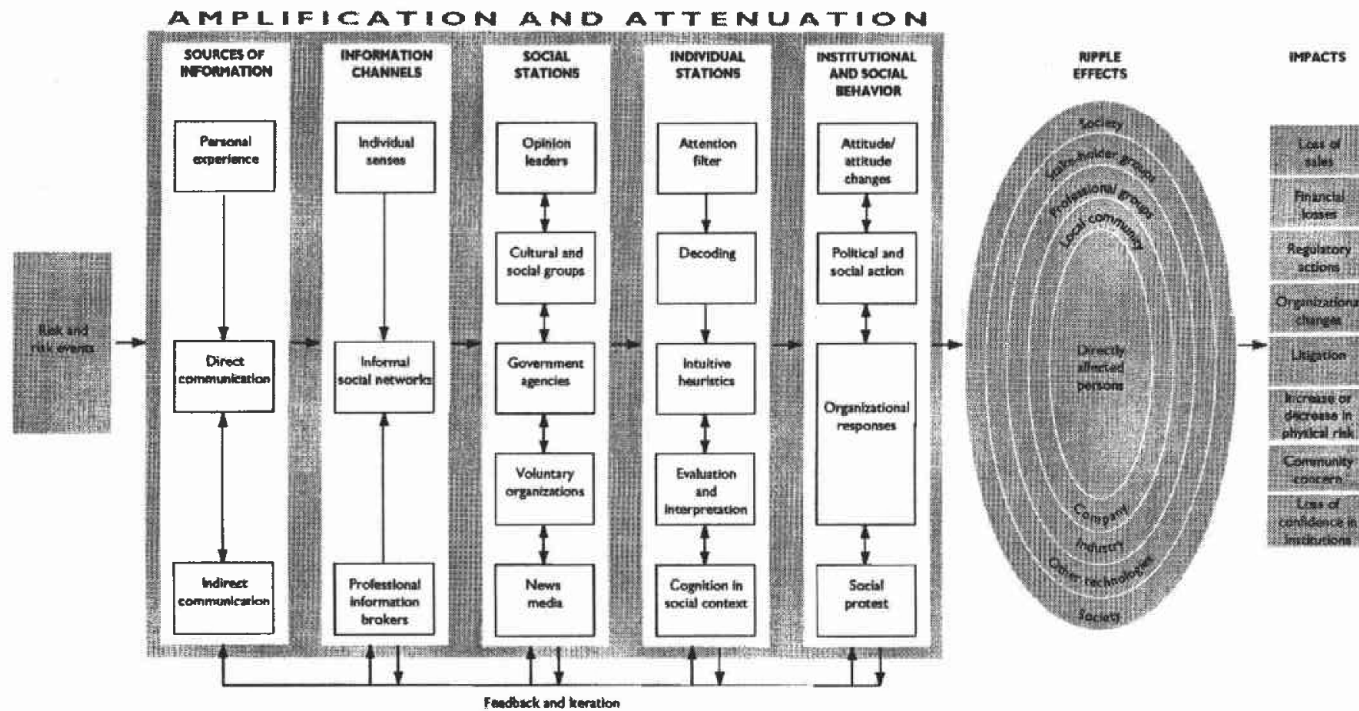 AMPLIFICATION AND ATTENUATION
SOURCES OF
INFORMATION
Personal
experience
Direct
communication
Indirect
communication
INFORMATION
CHANNELS
Individual
senses
Informal
social networks
Professional
information
brokers
SOCIAL
STATIONS
Opinion
leaders
Cultural and
social groups
Government
agencies
Voluntary
organizations
News
media
INDIVIDUAL
STATIONS
Attention
filter
Decoding
Intuitive
heuristics
Evaluation
and
interpretation
Cognition in
social context
INSTITUTIONAL
AND SOCIAL
BEHAVIOR
Attitude/
attitude
changes
Political and
social action
Organizational
responses
Social
protest
Risk and
risk events
RIPPLE
EFFECTS
Society
Stake-holder groups
Professional groups
Local community
Directly
affected
persons
Company
Industry
Other technologies
Society
IMPACTS
Loss of
sales
Financial
losses
Regulatory
actions
Organizational
changes
Litigation
Increase or
decrease in
physical risk
Community
concern
Loss of
confidence in
institutions
Feedback and iteration